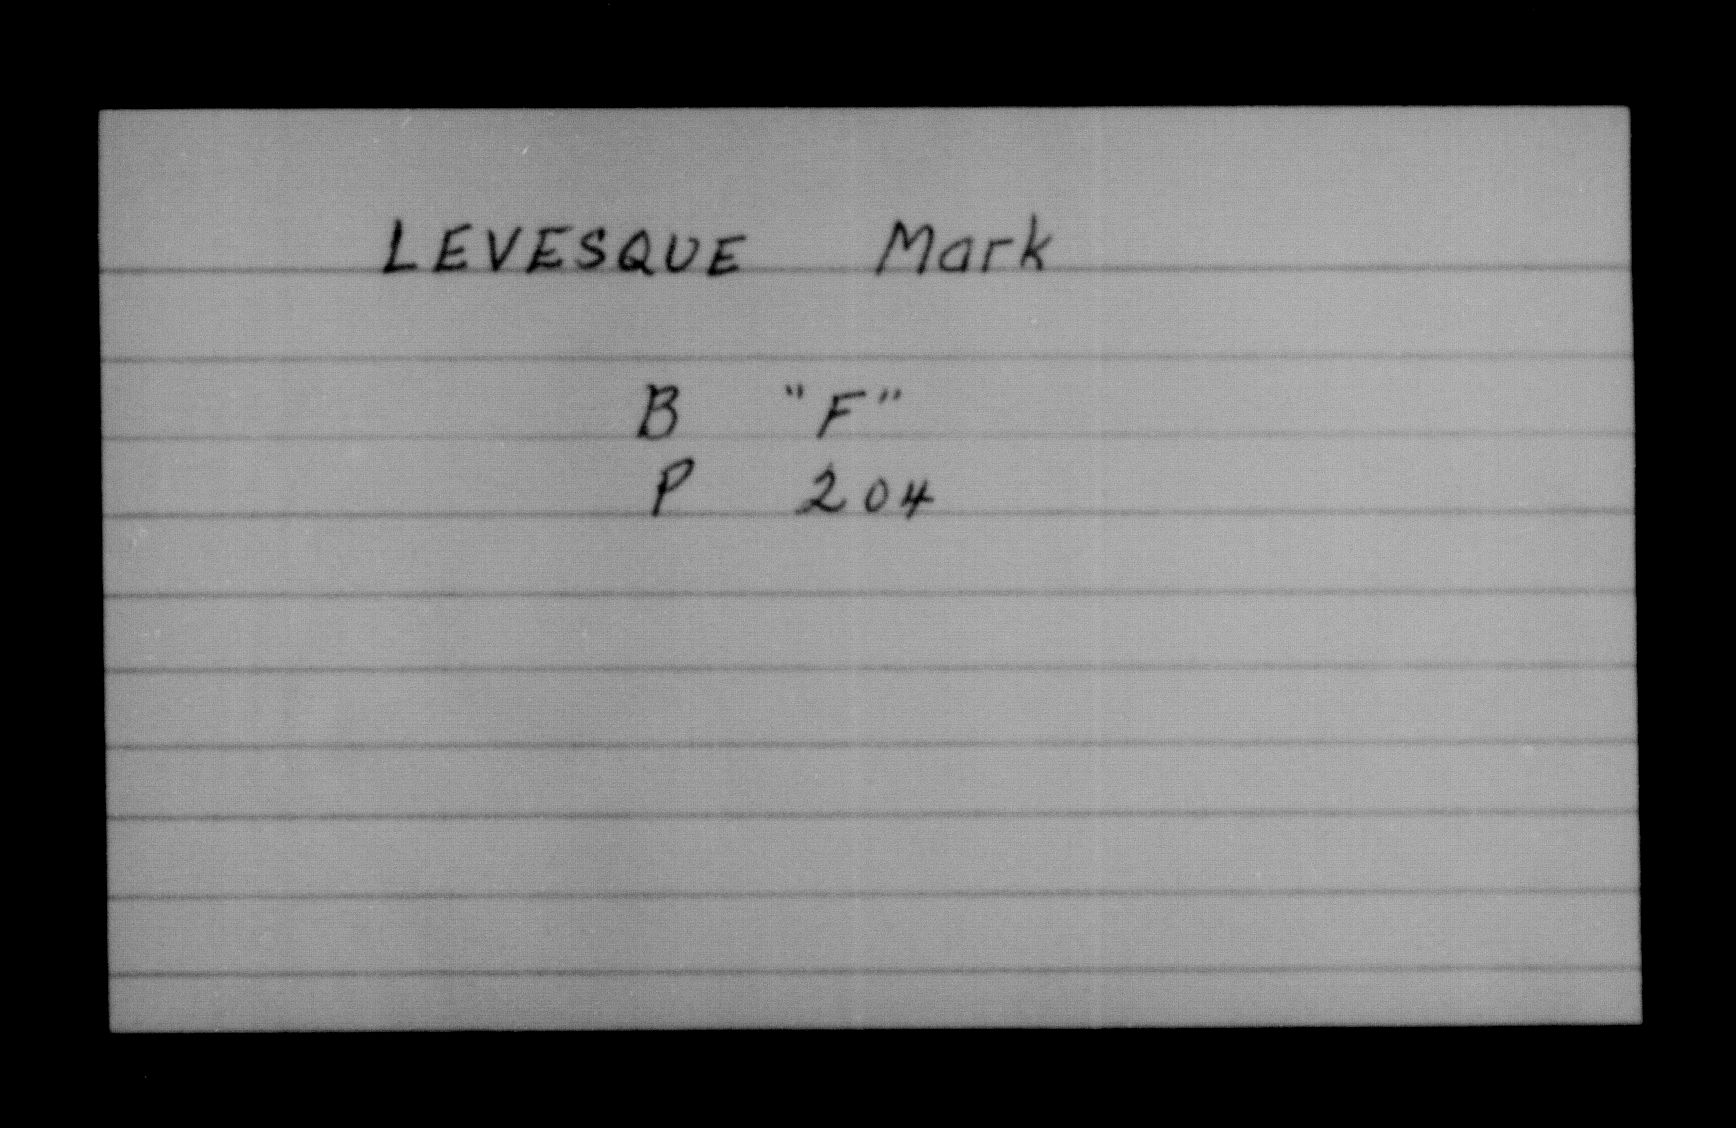 LEVESQUE Mark
B "F"
P 204